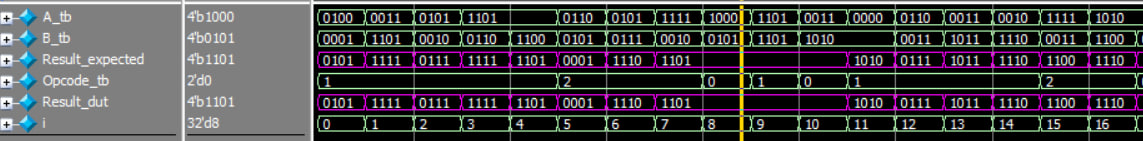 A_tb 4'b1000 0100 0011 0101 1101 0110 0101 1111 1000 1101 0011 0000 0110 0011 0010 1111 1010
B_tb 4'b0101 0001 1101 0010 0110 1100 0101 0111 0010 0101 1101 1010 0011 1011 1110 0011 1100
Result_expected 4'b1101 0101 1111 0111 1111 1101 0001 1110 1101 1010 0111 1011 1110 1100 1110
Opcode_tb 2'd0 1 2 0 1 0 1 2
Result_dut 4'b1101 0101 1111 0111 1111 1101 0001 1110 1101 1010 0111 1011 1110 1100 1110
i 32'd8 0 1 2 3 4 5 6 7 8 9 10 11 12 13 14 15 16